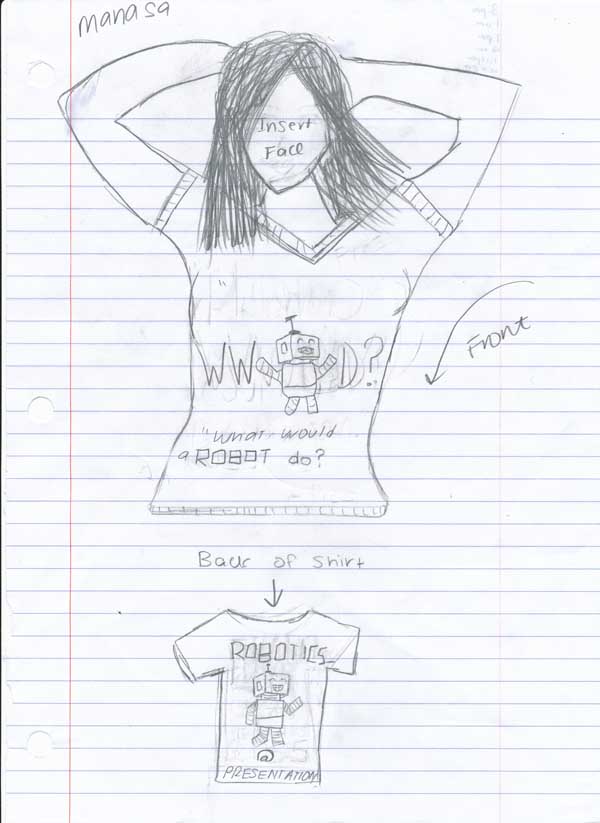 Manasa
Insert
Face
WW D?
"What would
a ROBOT do?
Front
Back of shirt
ROBOTICS
@
PRESENTATION